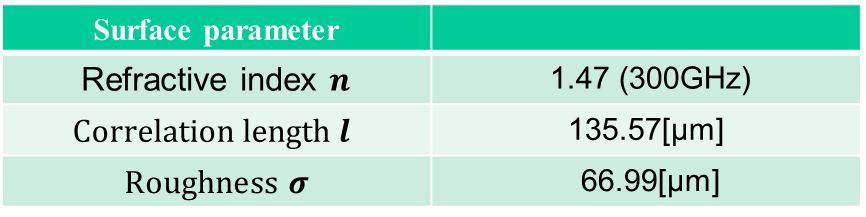 Surface parameter
Refractive index n 1.47 (300GHz)
Correlation length l 135.57[μm]
Roughness σ 66.99[μm]